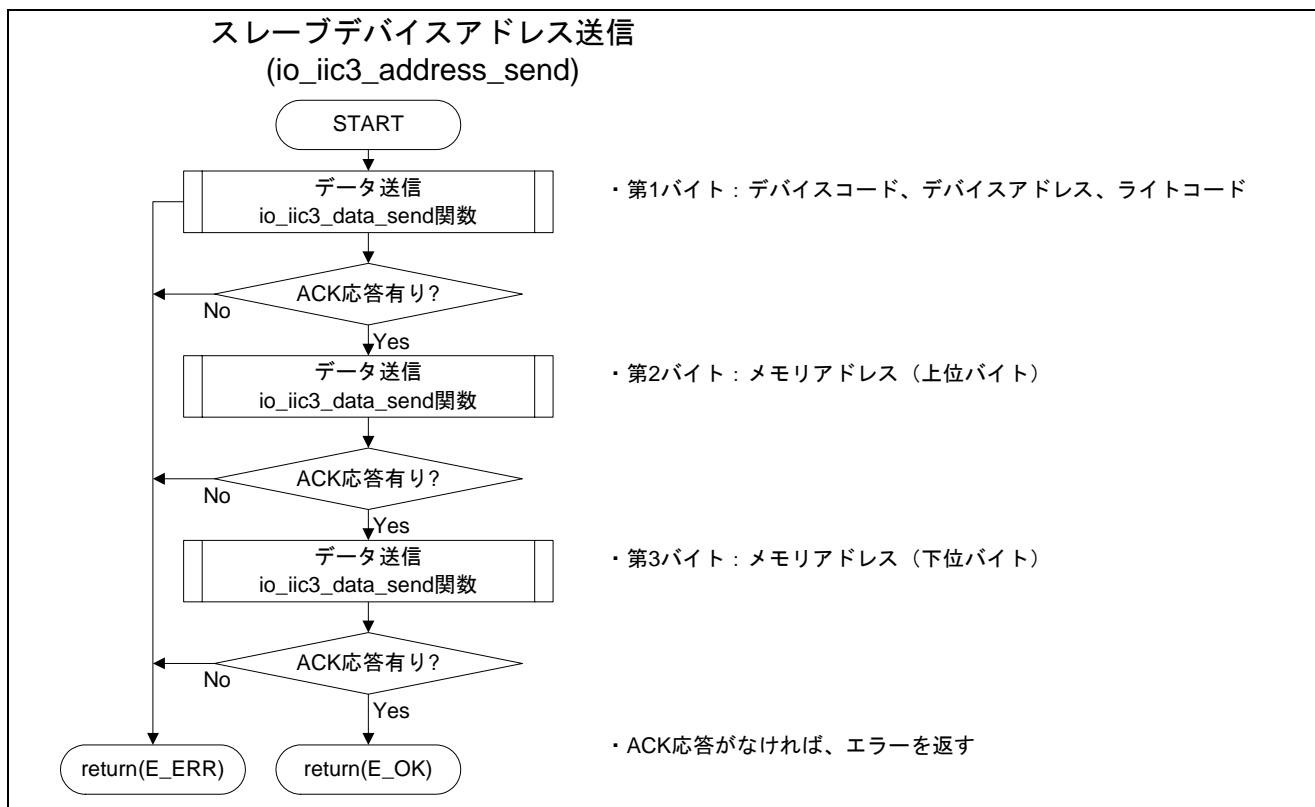 スレーブデバイスアドレス送信
(io_iic3_address_send)
START
データ送信
io_iic3_data_send関数
・第1バイト：デバイスコード、デバイスアドレス、ライトコード
ACK応答有り?
No
Yes
データ送信
io_iic3_data_send関数
・第2バイト：メモリアドレス（上位バイト）
ACK応答有り?
No
Yes
データ送信
io_iic3_data_send関数
・第3バイト：メモリアドレス（下位バイト）
ACK応答有り?
No
Yes
return(E_ERR)
return(E_OK)
・ACK応答がなければ、エラーを返す